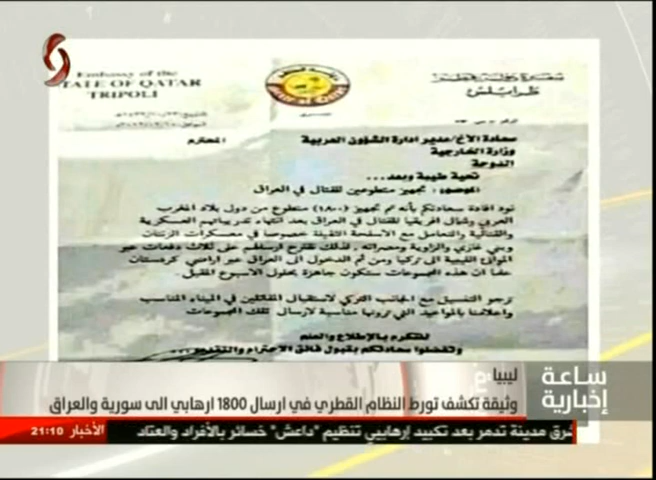 Embassy of the
STATE OF QATAR
TRIPOLI
سفارة دولة قطر
طرابلس
سعادة الأخ/مدير ادارة الشؤون العربية
المحترم
وزارة الخارجية
الدوحة
تحية طيبة وبعد...
الموضوع: تجهيز متطوعين للقتال في العراق
نود افادة سعادتكم بأنه تم تجهيز (١٨٠٠) متطوع من دول بلاد المغرب
العربي وشمال افريقيا للقتال في العراق بعد انتهاء تدريباتهم العسكرية
والقتالية والتعامل مع الاسلحة الثقيلة خصوصا في معسكرات الزنتان
وبني غازي والزاوية ومصراته، لذلك نقترح ارسالهم على ثلاث دفعات عبر
الموانئ الليبية الى تركيا ومن ثم الدخول الى العراق عبر اراضي كردستان
علما ان هذه المجموعات ستكون جاهزة بحلول الاسبوع المقبل.
نرجو التنسيق مع الجانب التركي لاستقبال المقاتلين في الميناء المناسب
واعلامنا بالمواعيد التي ترونها مناسبة لارسال تلك المجموعات
للتكرم بالإطلاع والعلم
وتفضلوا سعادتكم بقبول فائق الإحترام والتقدير...
ساعة
إخبارية
ليبيا
وثيقة تكشف تورط النظام القطري في ارسال 1800 ارهابي الى سورية والعراق
شرق مدينة تدمر بعد تكبيد إرهابيي تنظيم "داعش" خسائر بالأفراد والعتاد
الأخبار 21:10